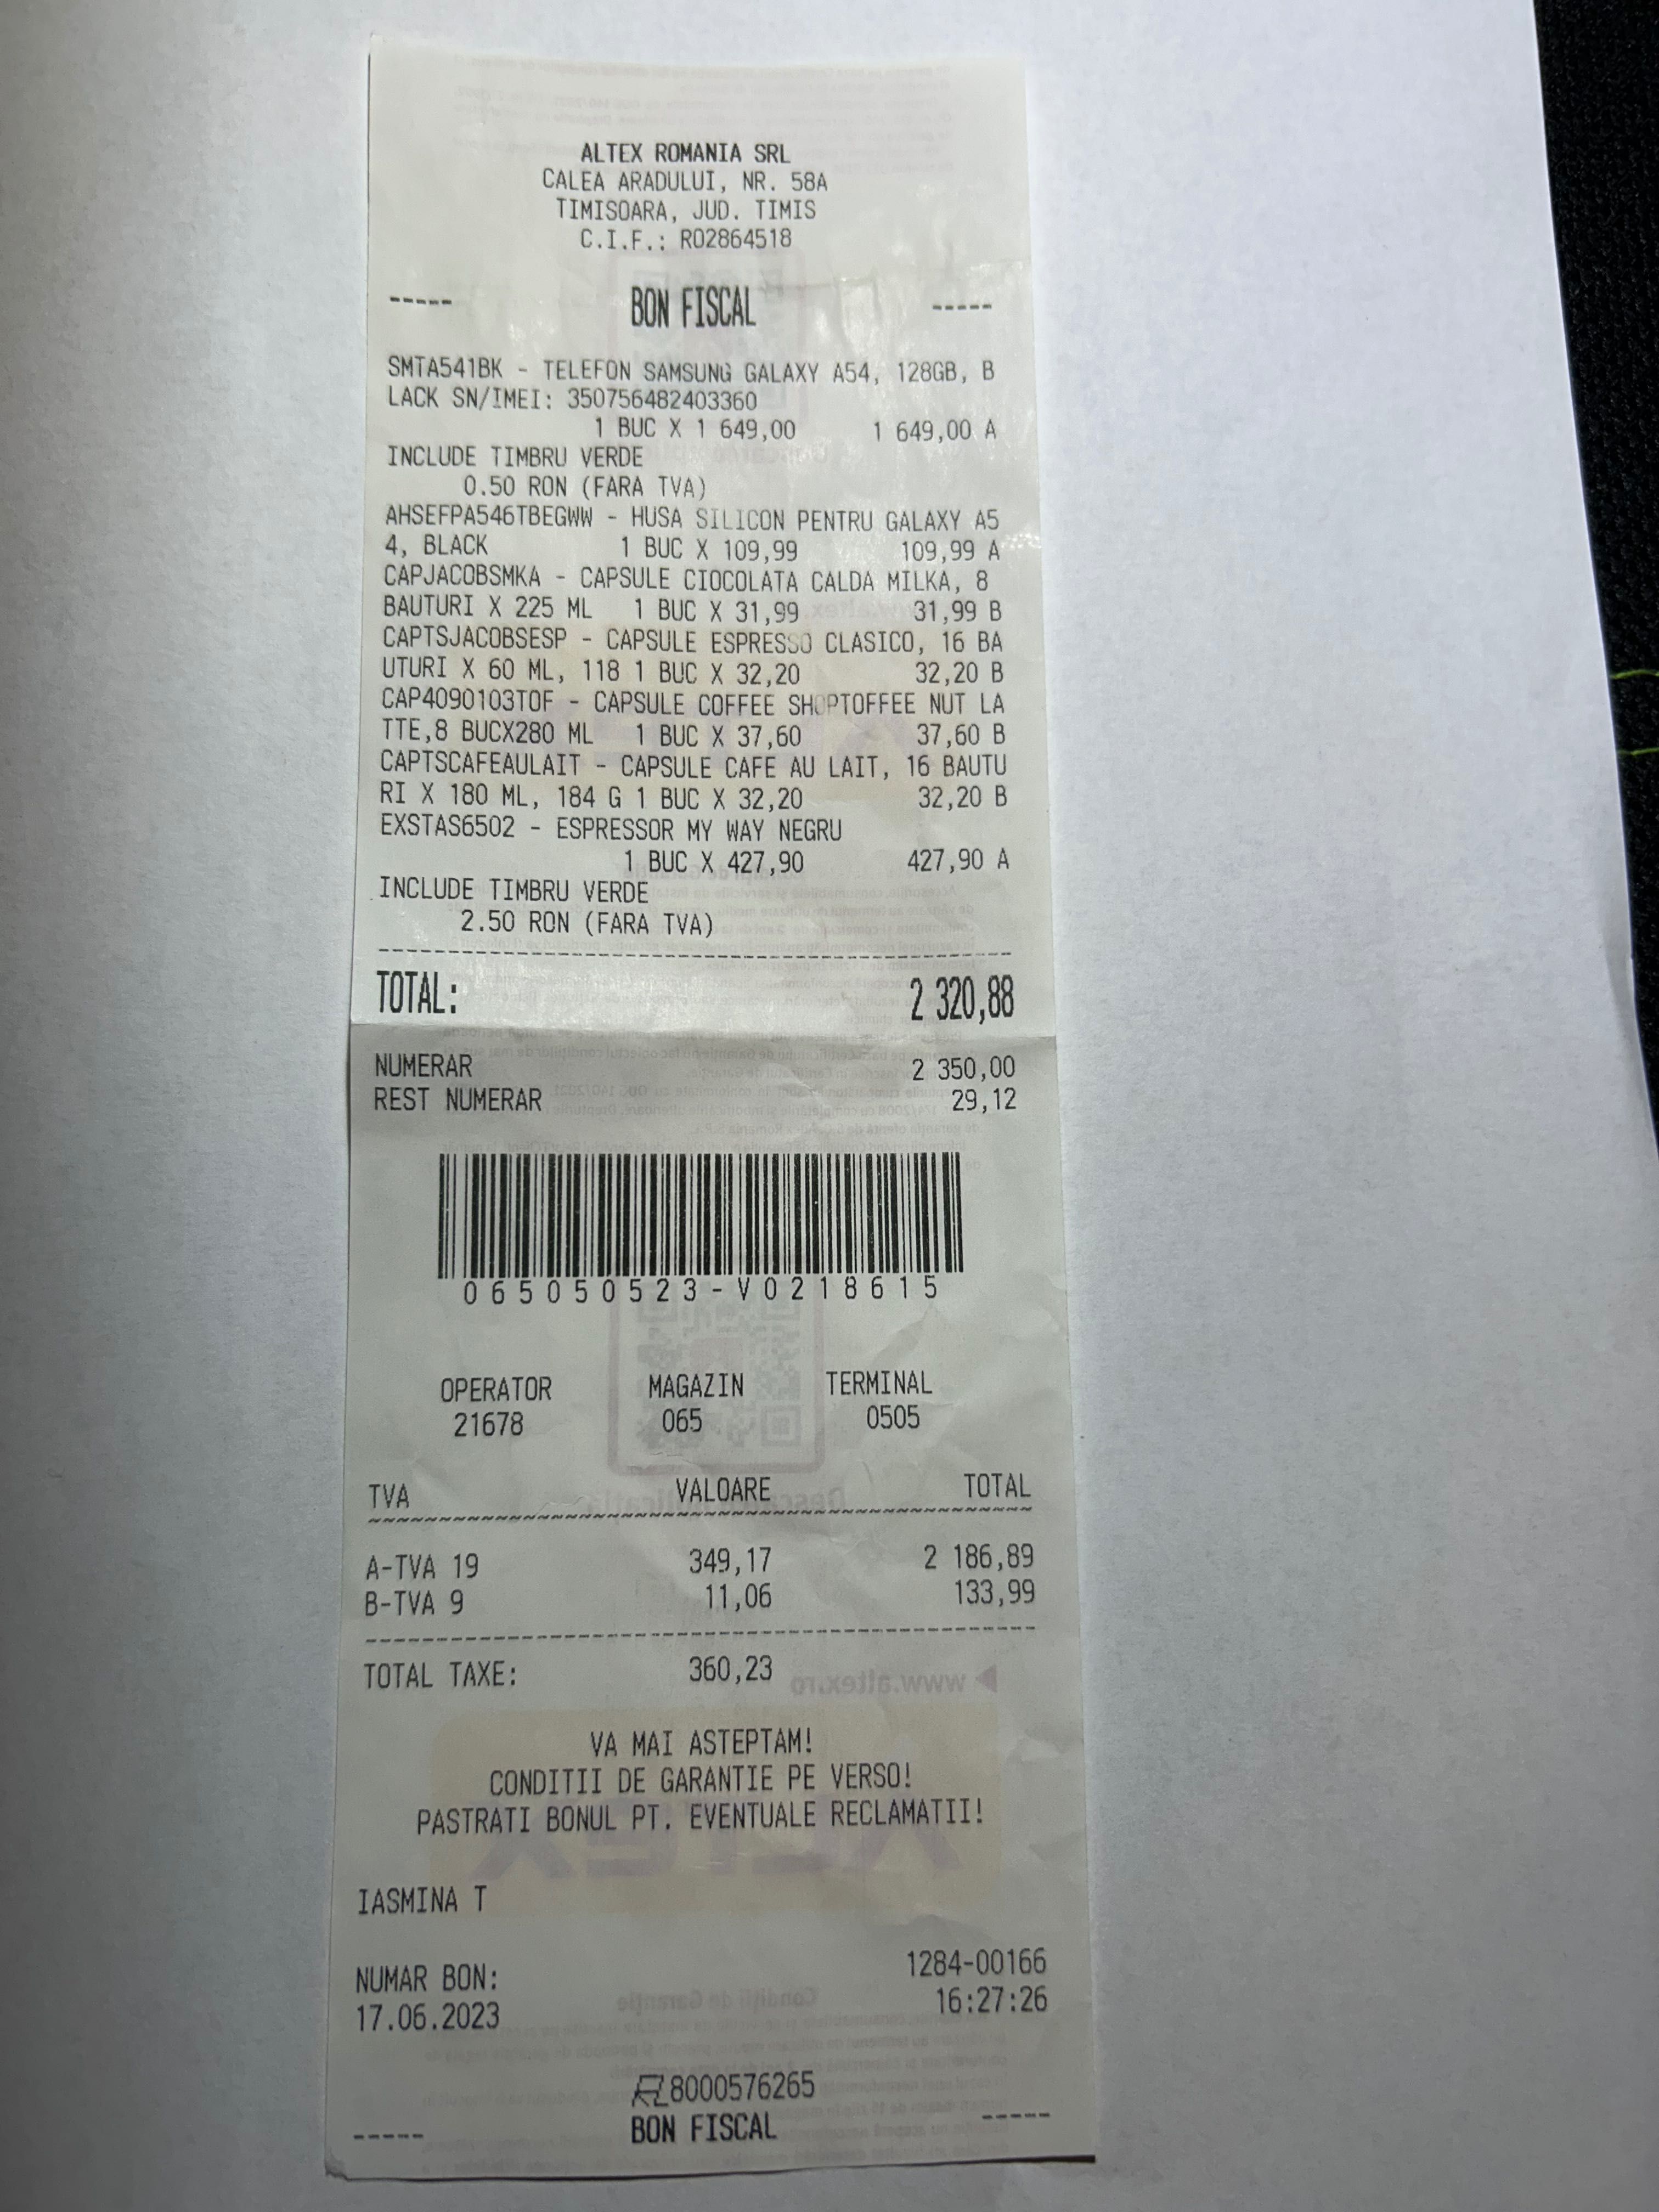 ALTEX ROMANIA SRL
CALEA ARADULUI, NR. 58A
TIMISOARA, JUD. TIMIS
C.I.F.: RO2864518
----- BON FISCAL -----
SMTA541BK - TELEFON SAMSUNG GALAXY A54, 128GB, B
LACK SN/IMEI: 350756482403360
1 BUC X 1 649,00 1 649,00 A
INCLUDE TIMBRU VERDE
0.50 RON (FARA TVA)
AHSEFPA546TBEGWW - HUSA SILICON PENTRU GALAXY A5
4, BLACK 1 BUC X 109,99 109,99 A
CAPJACOBSMKA - CAPSULE CIOCOLATA CALDA MILKA, 8
BAUTURI X 225 ML 1 BUC X 31,99 31,99 B
CAPTSJACOBSESP - CAPSULE ESPRESSO CLASICO, 16 BA
UTURI X 60 ML, 118 1 BUC X 32,20 32,20 B
CAP4090103TOF - CAPSULE COFFEE SHOPTOFFEE NUT LA
TTE,8 BUCX280 ML 1 BUC X 37,60 37,60 B
CAPTSCAFEAULAIT - CAPSULE CAFE AU LAIT, 16 BAUTU
RI X 180 ML, 184 G 1 BUC X 32,20 32,20 B
EXSTAS6502 - ESPRESSOR MY WAY NEGRU
1 BUC X 427,90 427,90 A
INCLUDE TIMBRU VERDE
2.50 RON (FARA TVA)
TOTAL: 2 320,88
NUMERAR 2 350,00
REST NUMERAR 29,12
065050523-V0218615
OPERATOR MAGAZIN TERMINAL
21678 065 0505
TVA VALOARE TOTAL
A-TVA 19 349,17 2 186,89
B-TVA 9 11,06 133,99
TOTAL TAXE: 360,23
www.altex.ro
VA MAI ASTEPTAM!
CONDITII DE GARANTIE PE VERSO!
PASTRATI BONUL PT. EVENTUALE RECLAMATII!
IASMINA T
NUMAR BON: 1284-00166
17.06.2023 16:27:26
8000576265
----- BON FISCAL -----